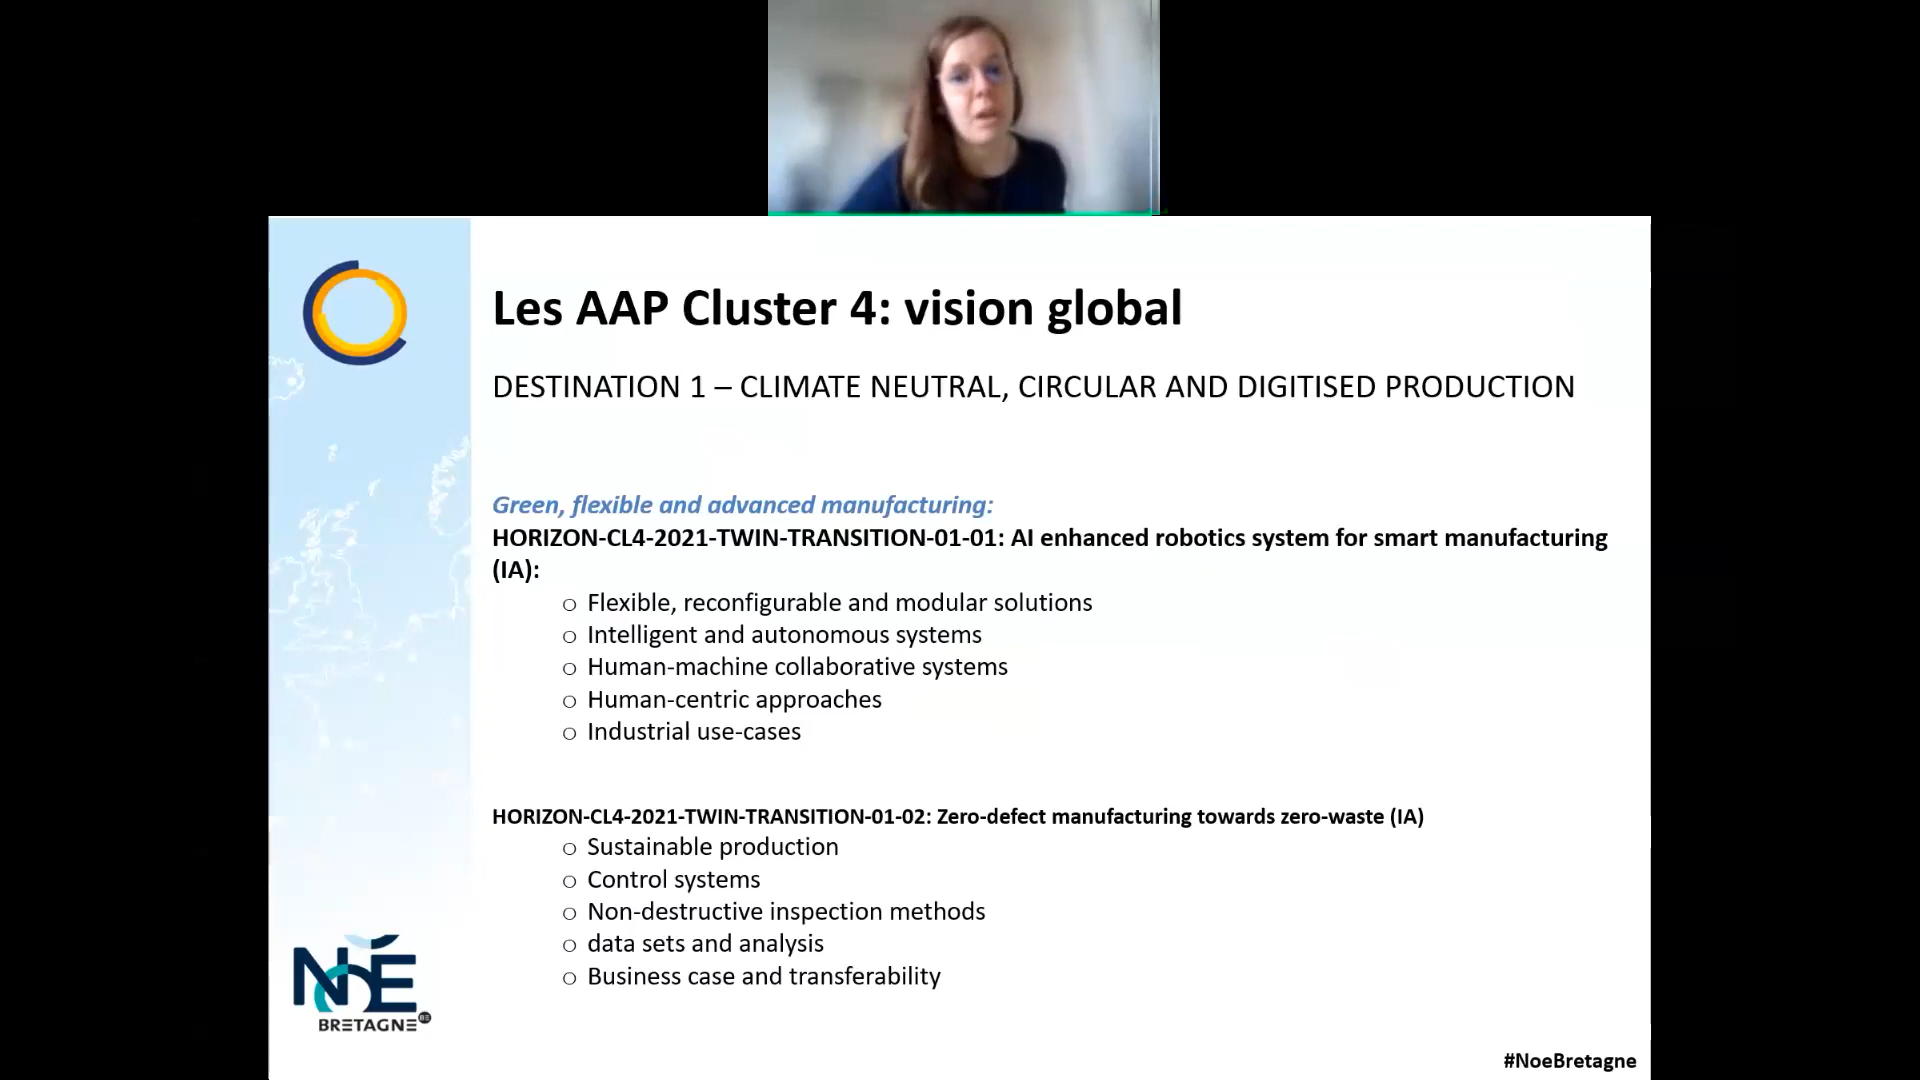 Les AAP Cluster 4: vision global
DESTINATION 1 – CLIMATE NEUTRAL, CIRCULAR AND DIGITISED PRODUCTION
Green, flexible and advanced manufacturing:
HORIZON-CL4-2021-TWIN-TRANSITION-01-01: AI enhanced robotics system for smart manufacturing
(IA):
○ Flexible, reconfigurable and modular solutions
○ Intelligent and autonomous systems
○ Human-machine collaborative systems
○ Human-centric approaches
○ Industrial use-cases
HORIZON-CL4-2021-TWIN-TRANSITION-01-02: Zero-defect manufacturing towards zero-waste (IA)
○ Sustainable production
○ Control systems
○ Non-destructive inspection methods
○ data sets and analysis
○ Business case and transferability
NOÉ
BRETAGNE
#NoeBretagne